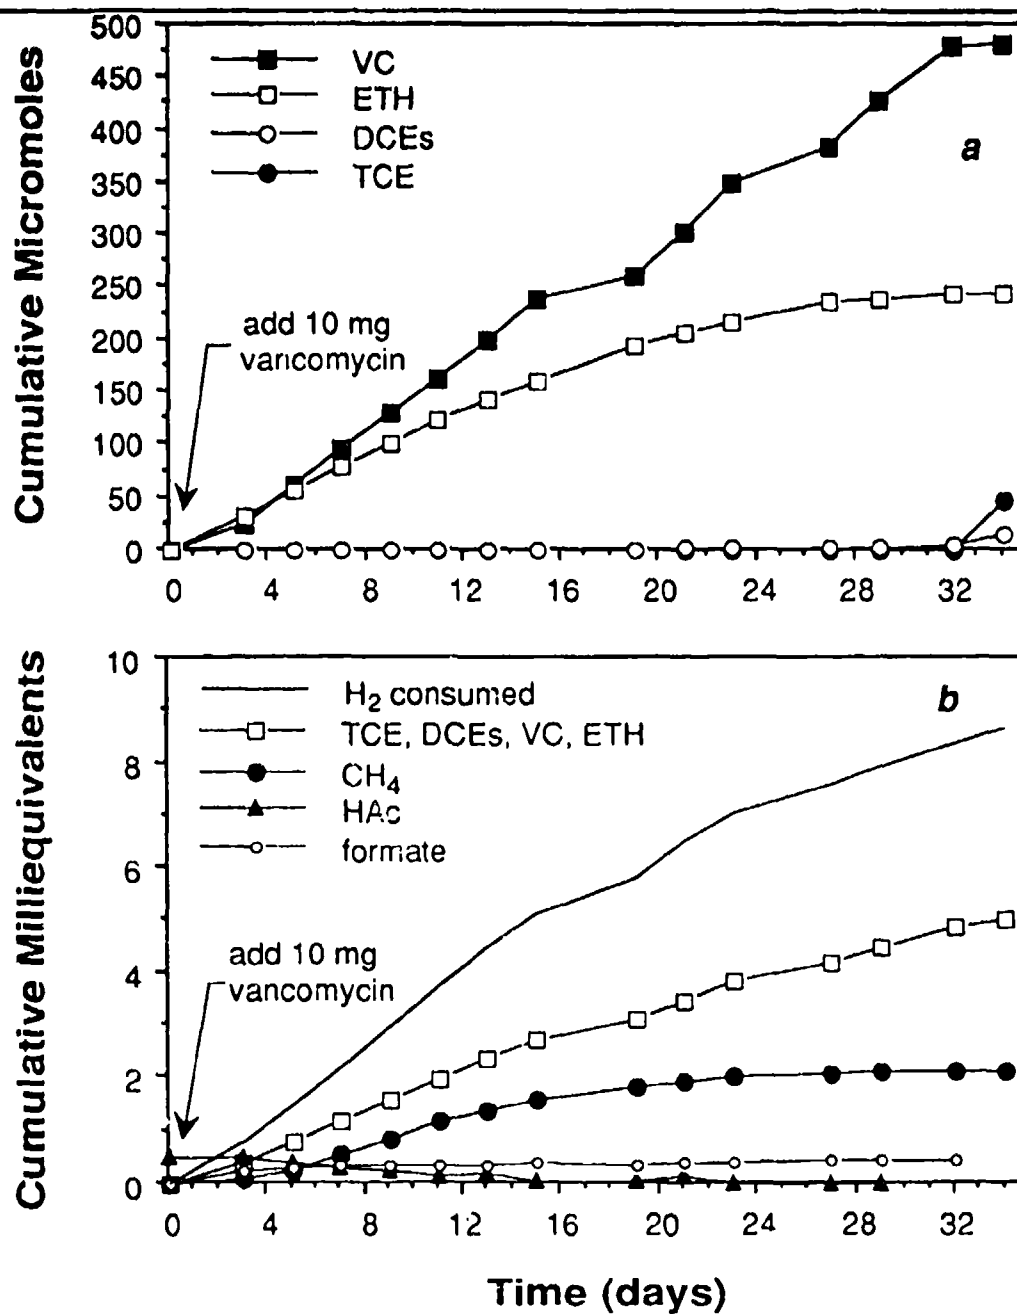 Cumulative Micromoles
500
450
400
350
300
250
200
150
100
50
0
VC
ETH
DCEs
TCE
a
add 10 mg
vancomycin
0 4 8 12 16 20 24 28 32
Cumulative Milliequivalents
10
8
6
4
2
0
H2 consumed
TCE, DCEs, VC, ETH
CH4
HAc
formate
b
add 10 mg
vancomycin
0 4 8 12 16 20 24 28 32
Time (days)